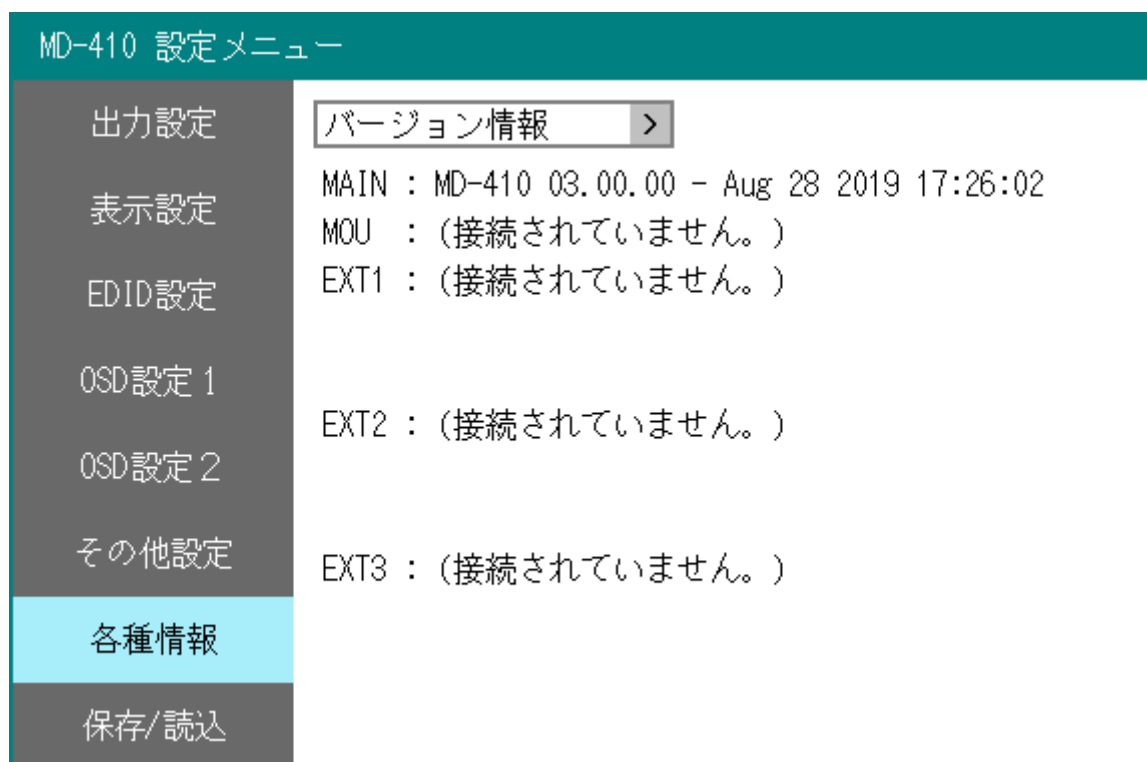 MD-410 設定メニュー
出力設定
表示設定
EDID設定
OSD設定１
OSD設定２
その他設定
各種情報
保存/読込
バージョン情報 >
MAIN : MD-410 03.00.00 - Aug 28 2019 17:26:02
MOU : (接続されていません。)
EXT1 : (接続されていません。)
EXT2 : (接続されていません。)
EXT3 : (接続されていません。)